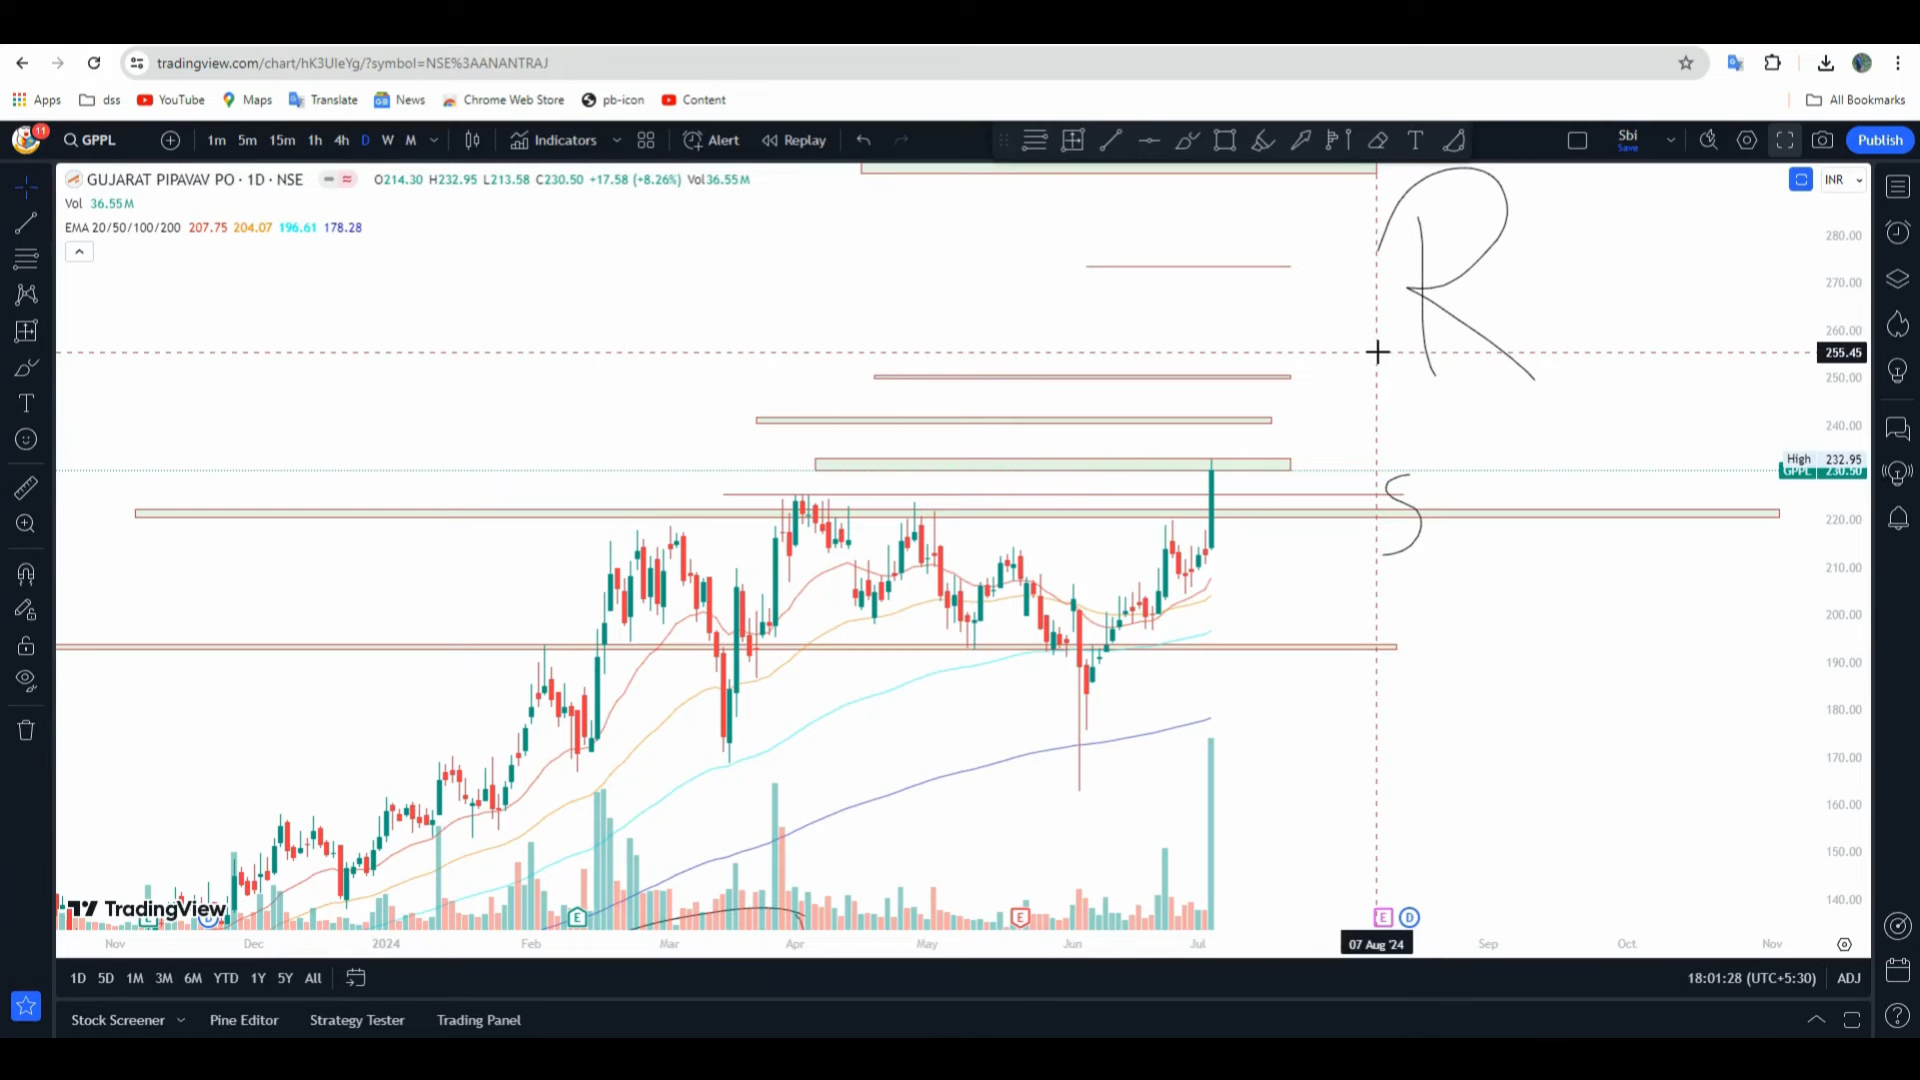 tradingview.com/chart/hK3UIeYg/?symbol=NSE%3AANANTRAJ
Apps dss YouTube Maps Translate News Chrome Web Store pb-icon Content All Bookmarks
11 GPPL 1m 5m 15m 1h 4h D W M Indicators Alert Replay T Sbi Save Publish
GUJARAT PIPAVAV PO · 1D · NSE O214.30 H232.95 L213.58 C230.50 +17.58 (+8.26%) Vol36.55M INR
Vol 36.55M
EMA 20/50/100/200 207.75 204.07 196.61 178.28
R
S
280.00
270.00
260.00
255.45
250.00
240.00
High 232.95
GPPL 230.50
220.00
210.00
200.00
190.00
180.00
170.00
160.00
150.00
140.00
TradingView
E E E D
Nov Dec 2024 Feb Mar Apr May Jun Jul 07 Aug '24 Sep Oct Nov
1D 5D 1M 3M 6M YTD 1Y 5Y All 18:01:28 (UTC+5:30) ADJ
Stock Screener Pine Editor Strategy Tester Trading Panel